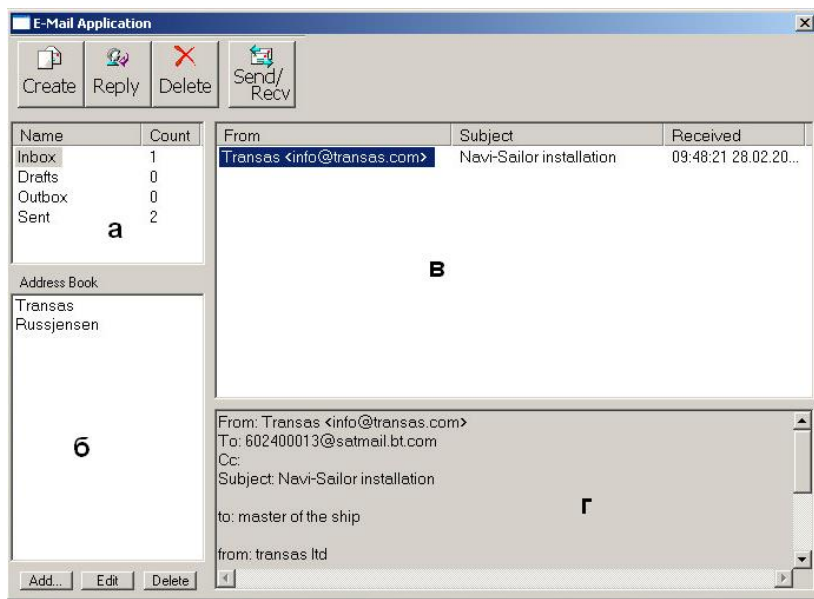 E-Mail Application
Create Reply Delete Send/
Recv
Name Count
Inbox 1
Drafts 0
Outbox 0
Sent 2
а
From Subject Received
Transas <info@transas.com> Navi-Sailor installation 09:48:21 28.02.20...
в
Address Book
Transas
Russjensen
б
Add... Edit Delete
From: Transas <info@transas.com>
To: 602400013@satmail.bt.com
Cc:
Subject: Navi-Sailor installation
to: master of the ship
from: transas ltd
г